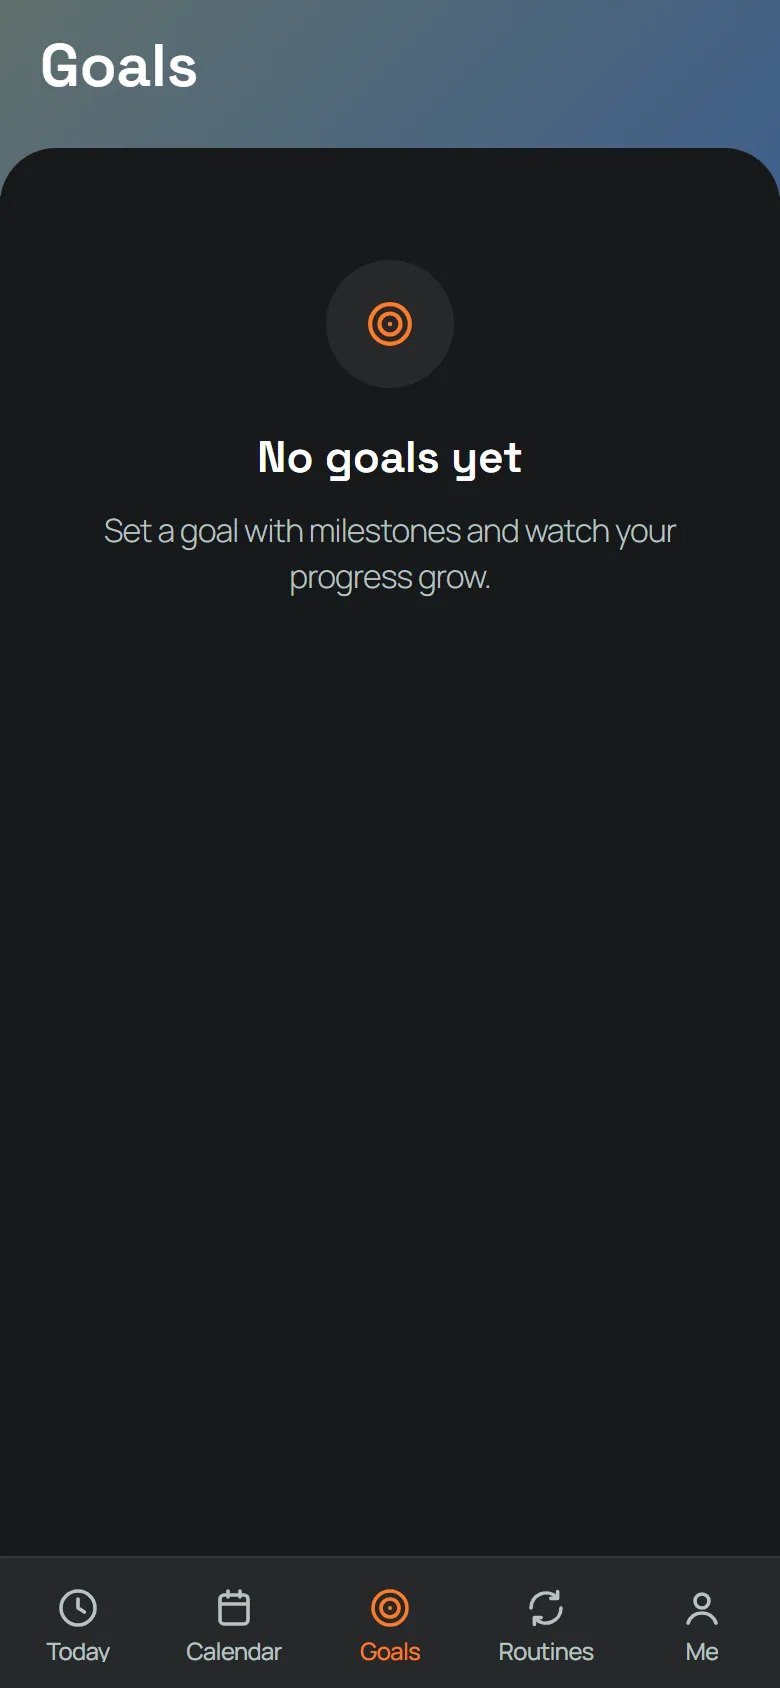 Goals
No goals yet
Set a goal with milestones and watch your
progress grow.
Today
Calendar
Goals
Routines
Me